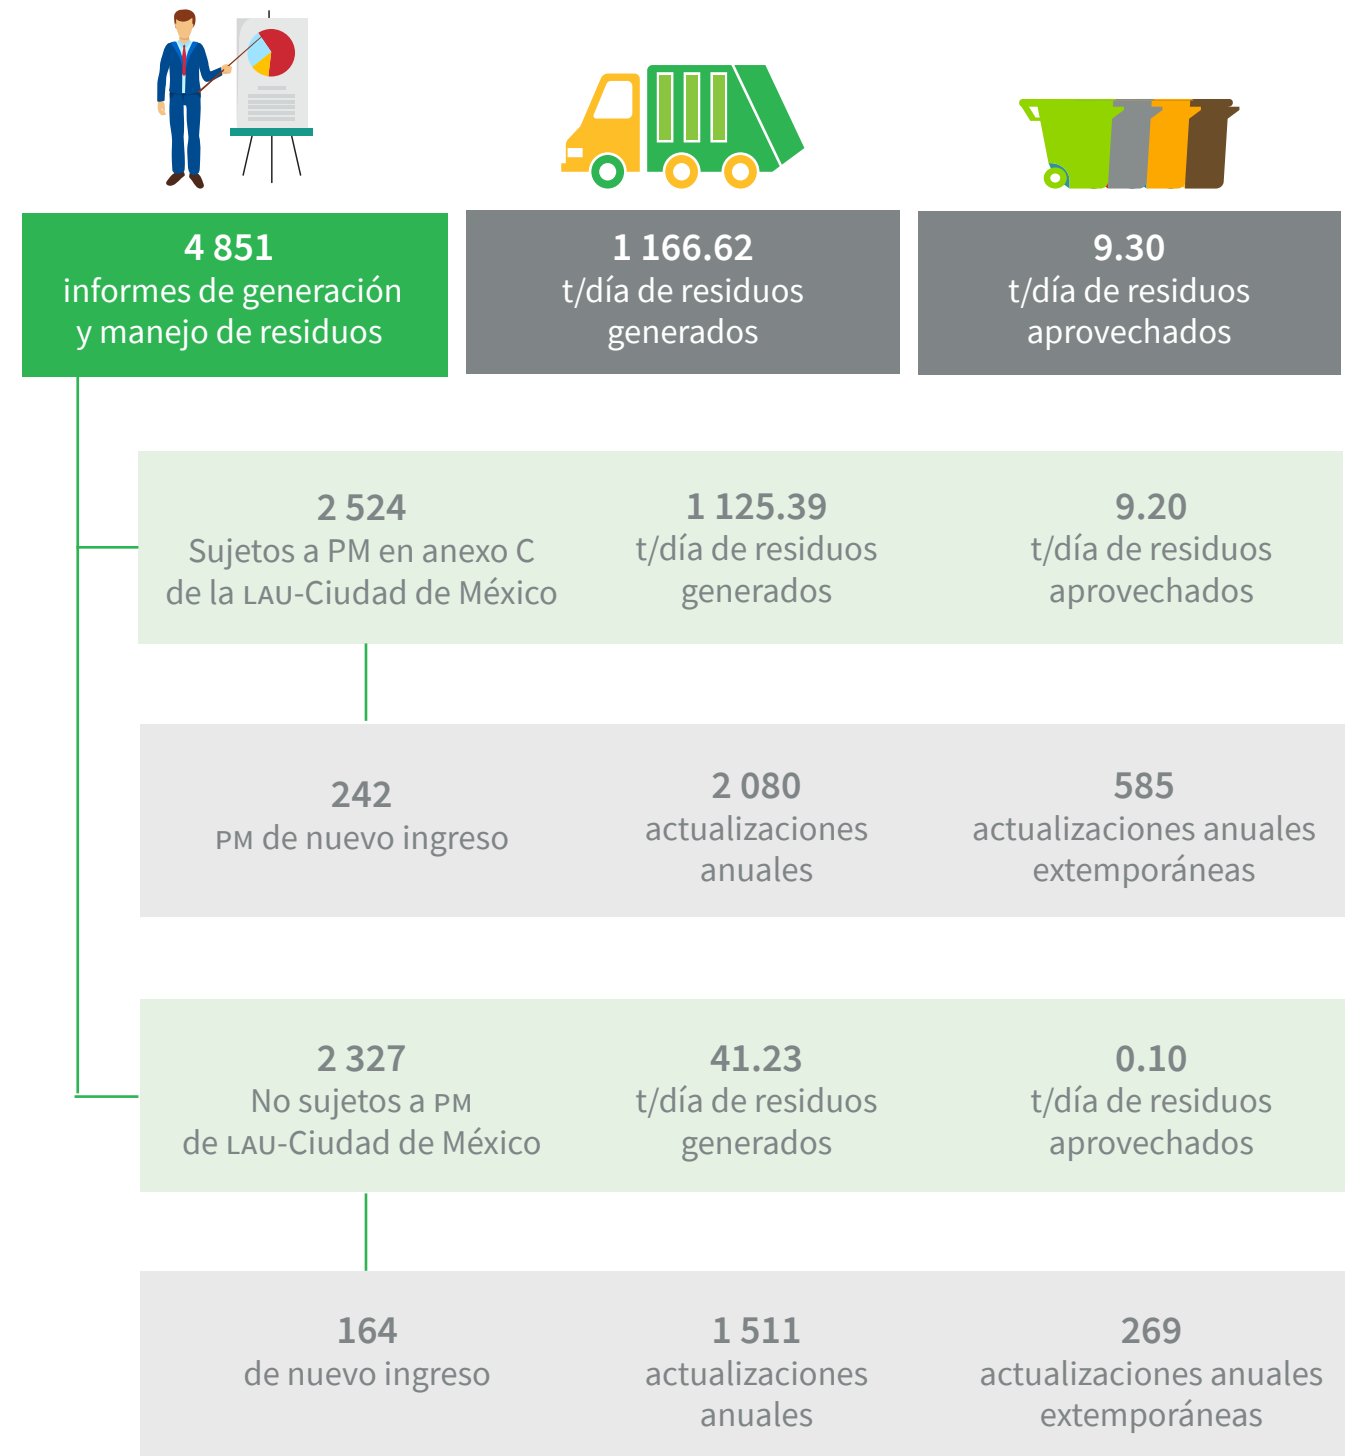 4 851
informes de generación
y manejo de residuos
1 166.62
t/día de residuos
generados
9.30
t/día de residuos
aprovechados
2 524
Sujetos a PM en anexo C
de la LAU-Ciudad de México
1 125.39
t/día de residuos
generados
9.20
t/día de residuos
aprovechados
242
PM de nuevo ingreso
2 080
actualizaciones
anuales
585
actualizaciones anuales
extemporáneas
2 327
No sujetos a PM
de LAU-Ciudad de México
41.23
t/día de residuos
generados
0.10
t/día de residuos
aprovechados
164
de nuevo ingreso
1 511
actualizaciones
anuales
269
actualizaciones anuales
extemporáneas